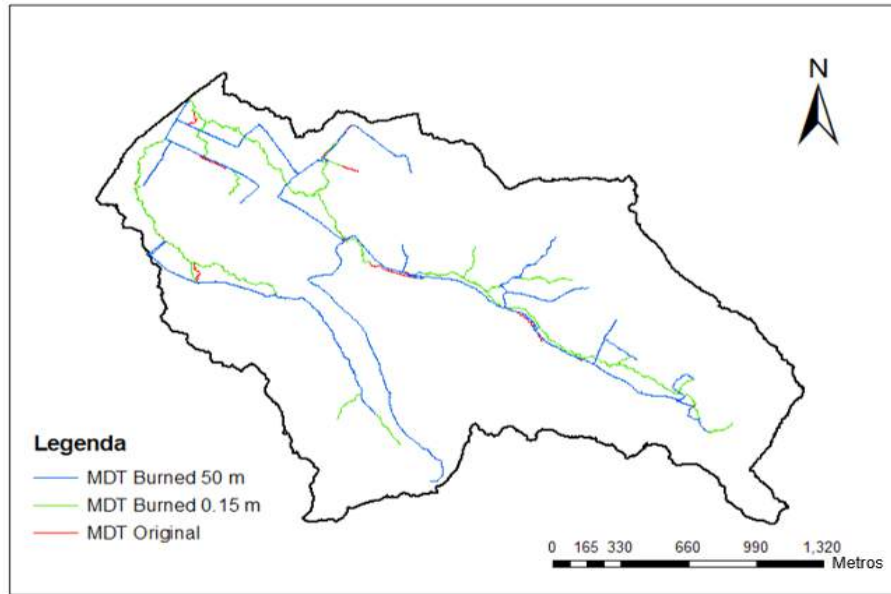 N
Legenda
MDT Burned 50 m
MDT Burned 0.15 m
MDT Original
0 165 330 660 990 1,320
Metros